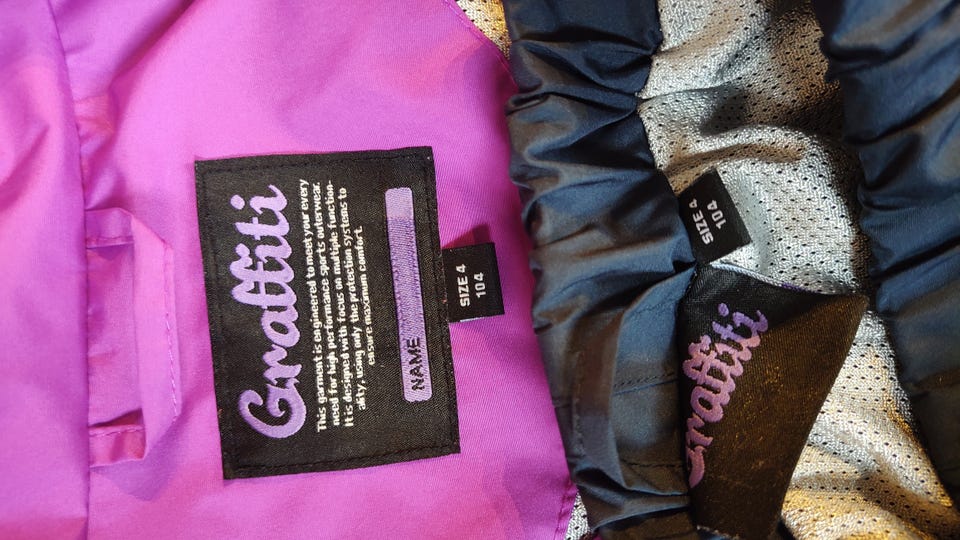 Graffiti
This garment is engineered to meet your every
need for high performance sports outerwear.
It is designed with focus on multiple function-
ality, using only the protection systems to
ensure maximum comfort.
NAME
SIZE 4
104
SIZE 4
104
Graffiti